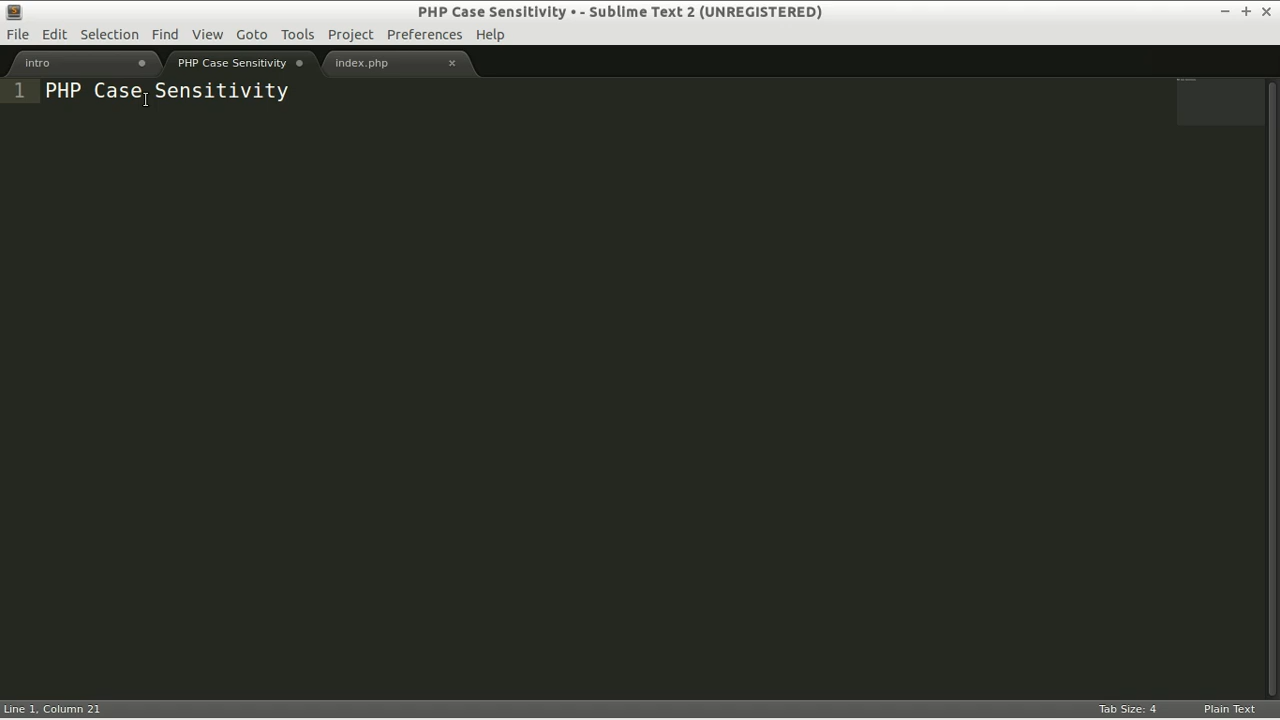 PHP Case Sensitivity • - Sublime Text 2 (UNREGISTERED)
File Edit Selection Find View Goto Tools Project Preferences Help
intro PHP Case Sensitivity index.php
1 PHP Case Sensitivity
Line 1, Column 21 Tab Size: 4 Plain Text